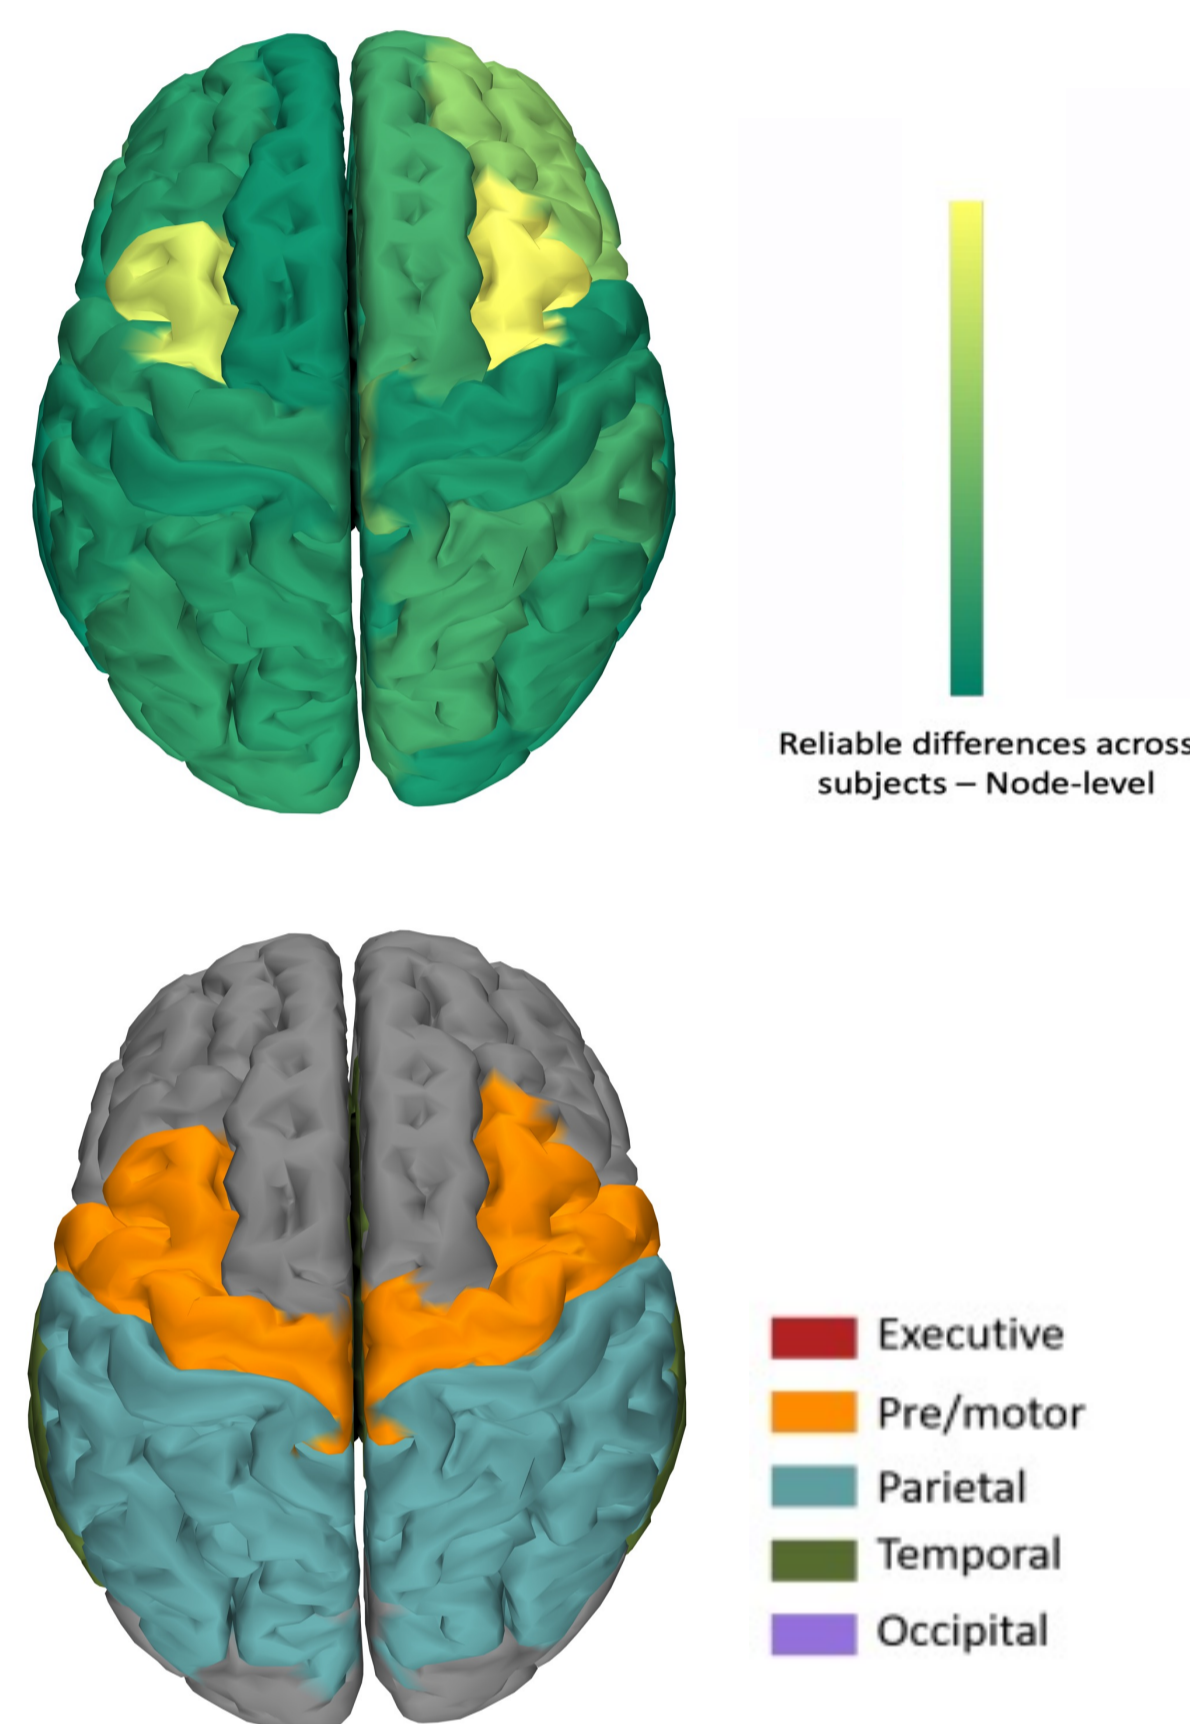 Reliable differences across
subjects – Node-level
Executive
Pre/motor
Parietal
Temporal
Occipital